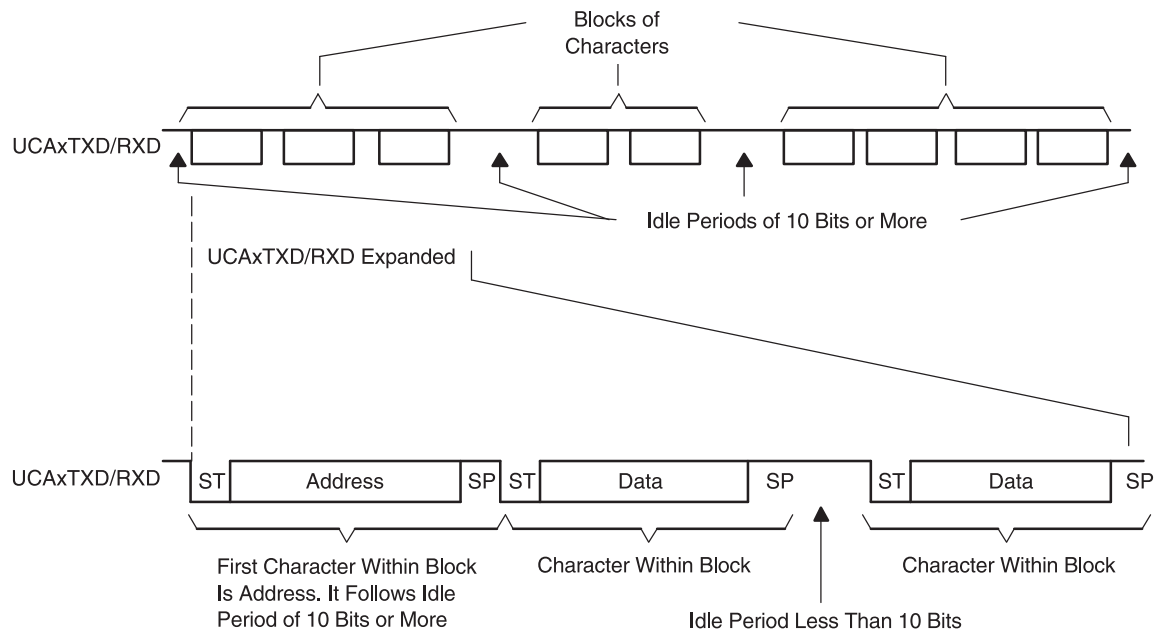 Blocks of
Characters
UCAxTXD/RXD
Idle Periods of 10 Bits or More
UCAxTXD/RXD Expanded
UCAxTXD/RXD
ST
Address
SP
ST
Data
SP
ST
Data
SP
First Character Within Block
Is Address. It Follows Idle
Period of 10 Bits or More
Character Within Block
Character Within Block
Idle Period Less Than 10 Bits